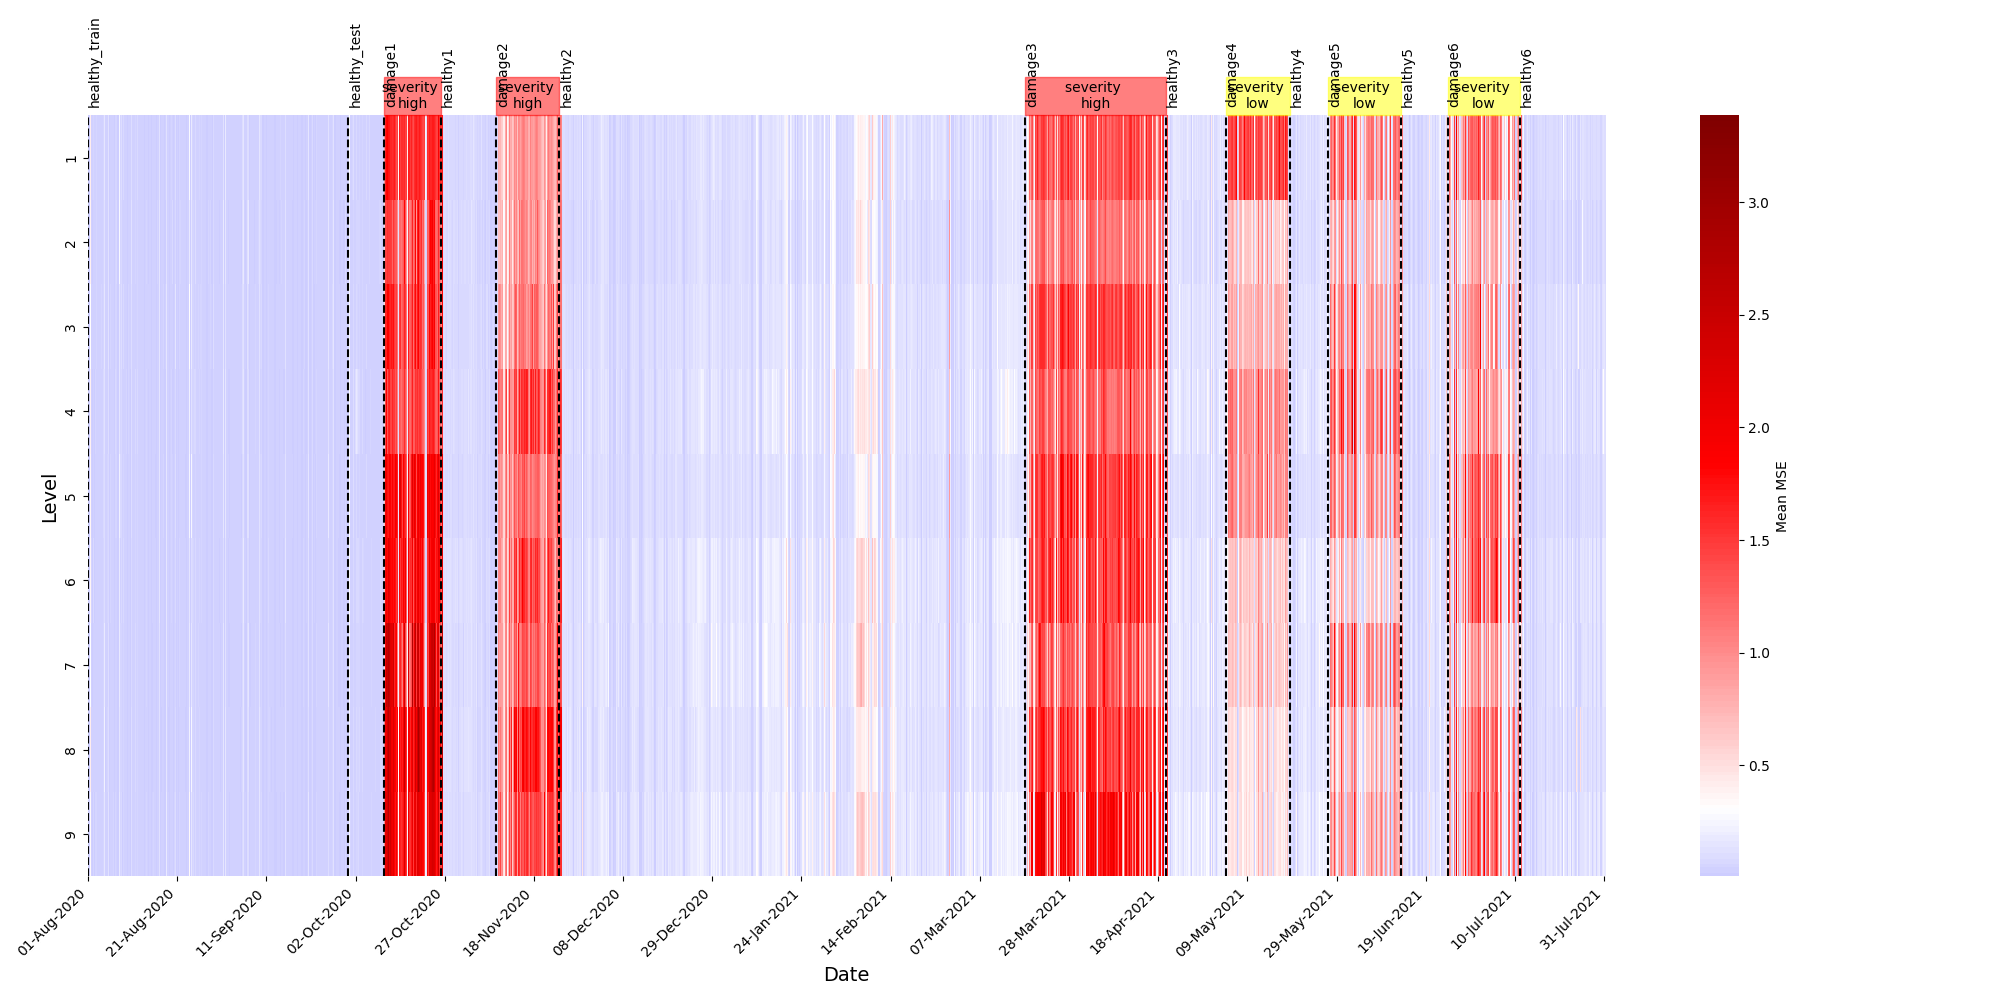 healthy_train
healthy_test
damage1
healthy1
damage2
healthy2
damage3
healthy3
damage4
healthy4
damage5
healthy5
damage6
healthy6
severity
high
severity
high
severity
high
severity
low
severity
low
severity
low
Level
1
2
3
4
5
6
7
8
9
01-Aug-2020
21-Aug-2020
11-Sep-2020
02-Oct-2020
27-Oct-2020
18-Nov-2020
08-Dec-2020
29-Dec-2020
24-Jan-2021
14-Feb-2021
07-Mar-2021
28-Mar-2021
18-Apr-2021
09-May-2021
29-May-2021
19-Jun-2021
10-Jul-2021
31-Jul-2021
Date
3.0
2.5
2.0
1.5
1.0
0.5
Mean MSE